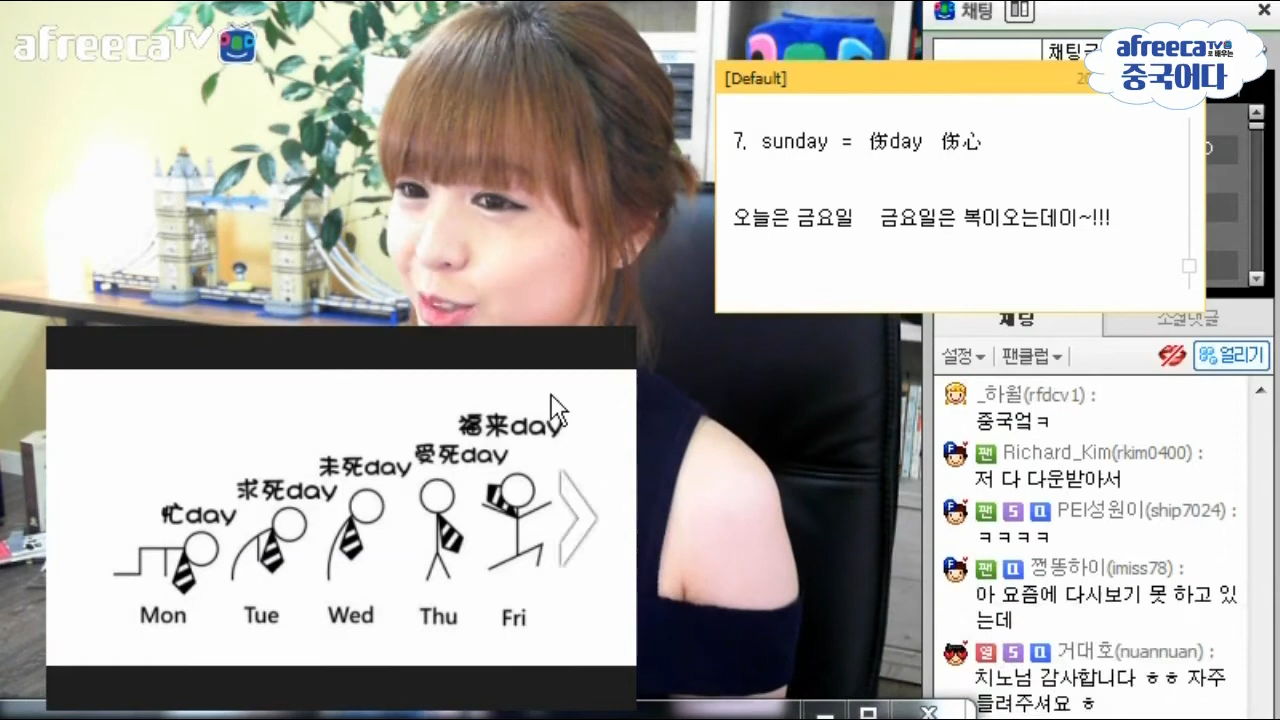 afreecaTV
채팅
afreecaTV로 배우는
중국어다
[Default]
7. sunday = 伤day 伤心
오늘은 금요일 금요일은 복이오는데이~!!!
채팅
소셜댓글
설정
팬클럽
얼리기
_하월(rfdcv1) :
중국엌ㅋ
팬 Richard_Kim(rkim0400) :
저 다 다운받아서
팬 S PEI성원이(ship7024) :
ㅋㅋㅋㅋ
팬 쩡똥하이(imiss78) :
아 요즘에 다시보기 못 하고 있
는데
열 S 거대호(nuannuan) :
치노님 감사합니다 ㅎㅎ 자주
들려주셔요 ㅎ
福来day
受死day
未死day
求死day
忙day
Mon Tue Wed Thu Fri